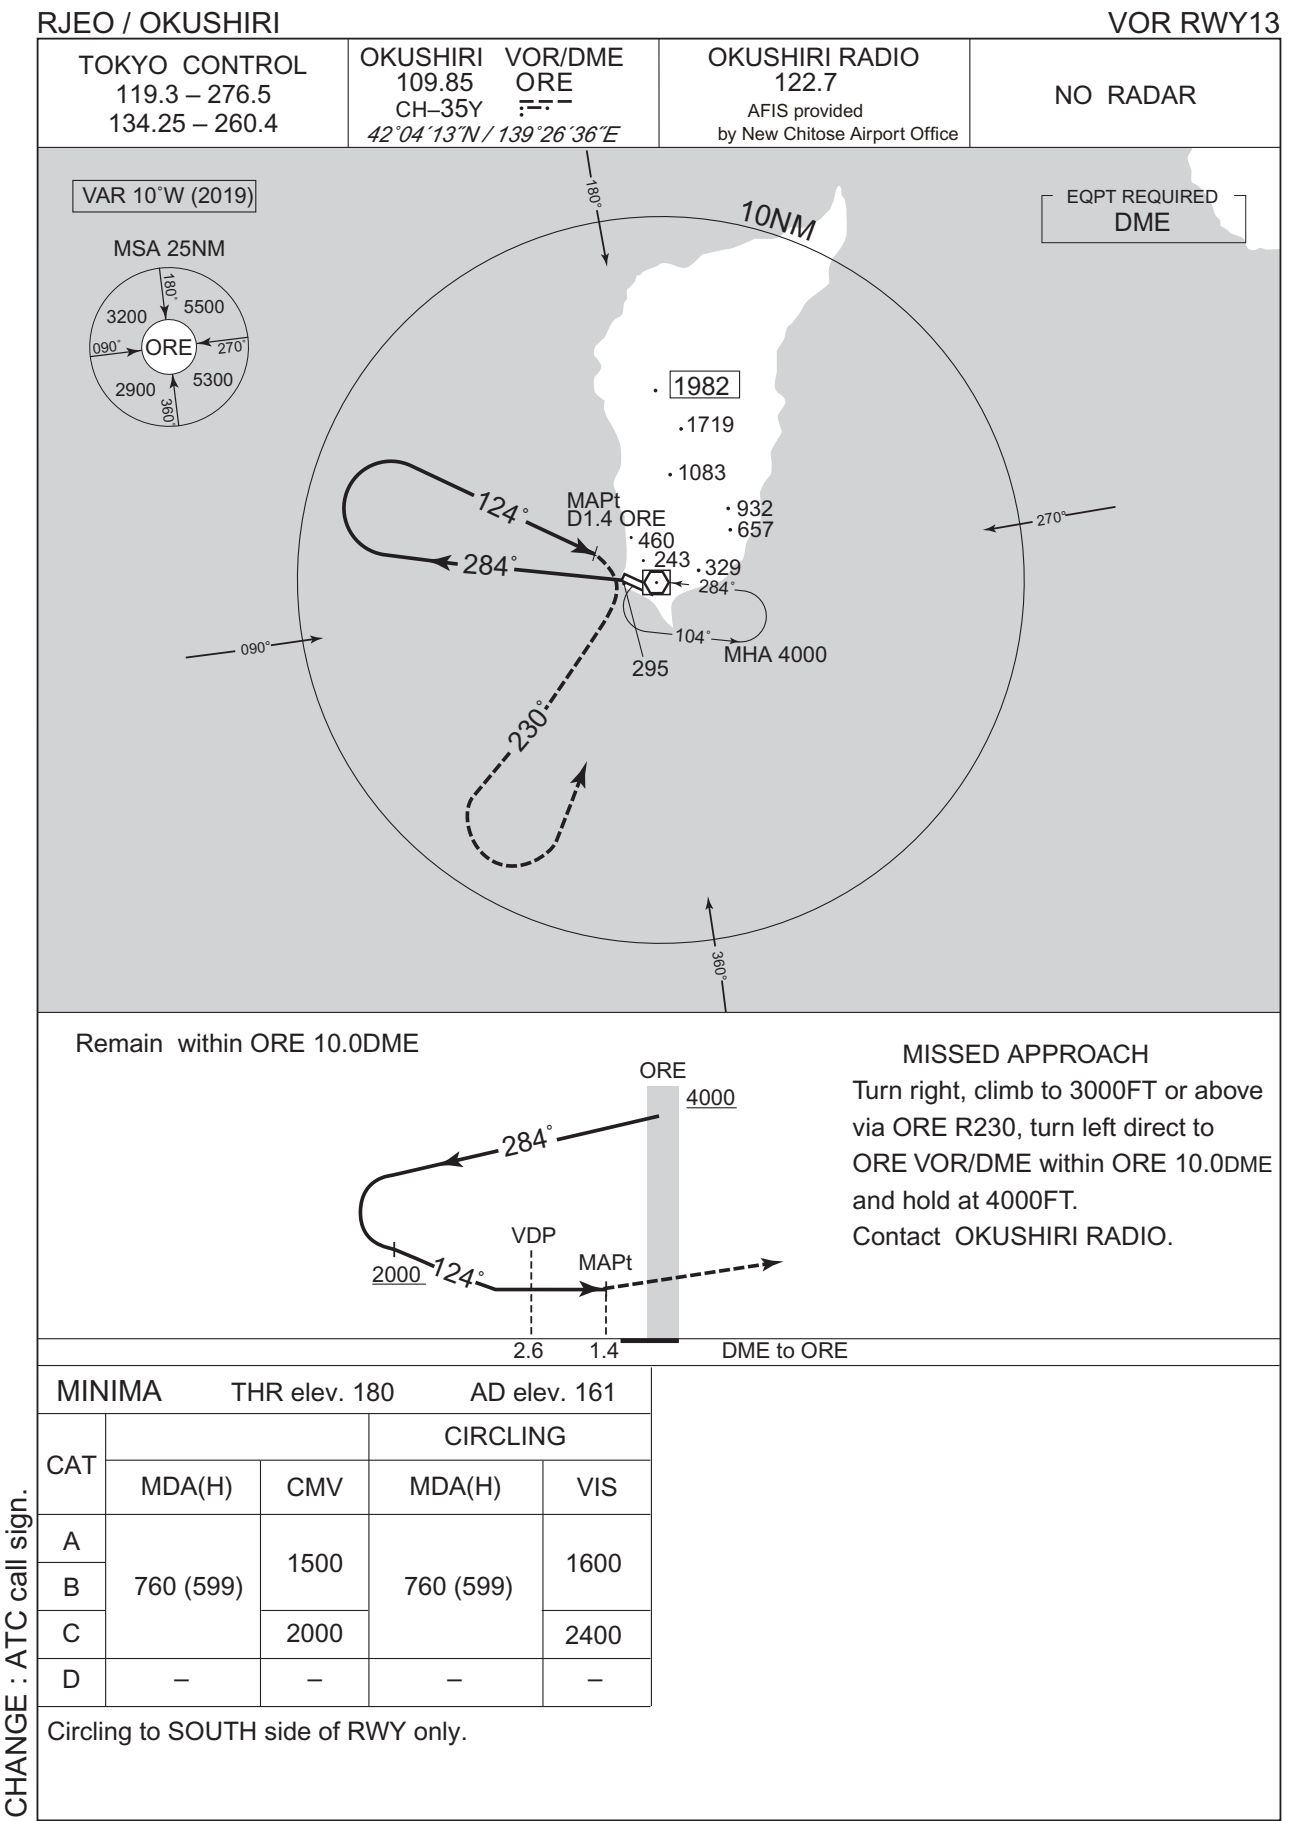 RJEO / OKUSHIRI
VOR RWY13
TOKYO CONTROL
119.3 – 276.5
134.25 – 260.4
OKUSHIRI VOR/DME
109.85 ORE
CH–35Y
42°04´13˝N / 139°26´36˝E
OKUSHIRI RADIO
122.7
AFIS provided
by New Chitose Airport Office
NO RADAR
VAR 10°W (2019)
MSA 25NM
180°
5500
3200
ORE
090°
270°
2900
5300
360°
180°
10NM
EQPT REQUIRED
DME
1982
1719
1083
932
657
124°
MAPt
D1.4 ORE
460
243
329
284°
284°
270°
090°
104°
MHA 4000
295
230°
360°
Remain within ORE 10.0DME
ORE
4000
284°
VDP
MAPt
2000
124°
2.6
1.4
DME to ORE
MISSED APPROACH
Turn right, climb to 3000FT or above
via ORE R230, turn left direct to
ORE VOR/DME within ORE 10.0DME
and hold at 4000FT.
Contact OKUSHIRI RADIO.
MINIMA THR elev. 180 AD elev. 161
CAT
CIRCLING
MDA(H) CMV MDA(H) VIS
A
B
C
D
760 (599)
1500
2000
760 (599)
1600
2400
– – – –
Circling to SOUTH side of RWY only.
CHANGE : ATC call sign.